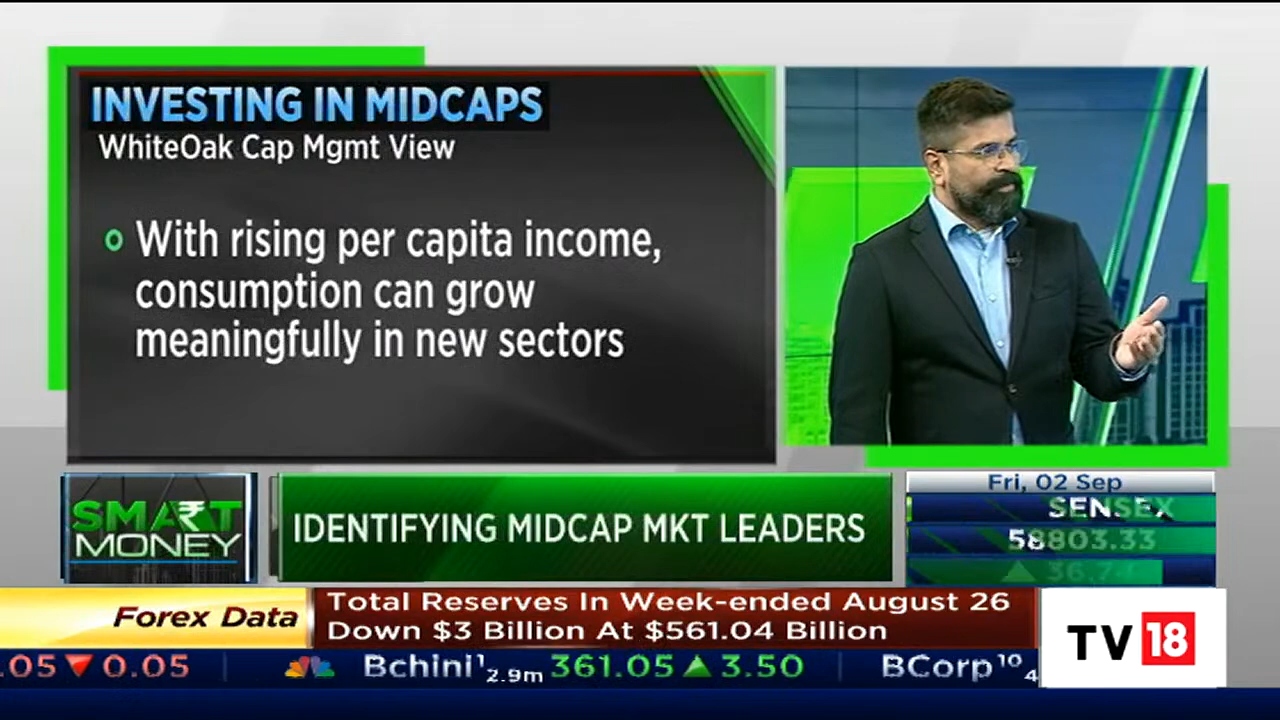 INVESTING IN MIDCAPS
WhiteOak Cap Mgmt View
With rising per capita income,
consumption can grow
meaningfully in new sectors
SMART
MONEY
IDENTIFYING MIDCAP MKT LEADERS
Fri, 02 Sep
SENSEX
58803.33
Forex Data
Total Reserves In Week-ended August 26
Down $3 Billion At $561.04 Billion
TV18
.05 ▼ 0.05 Bchini¹ 2.9m 361.05 ▲ 3.50 BCorp¹⁰ 4